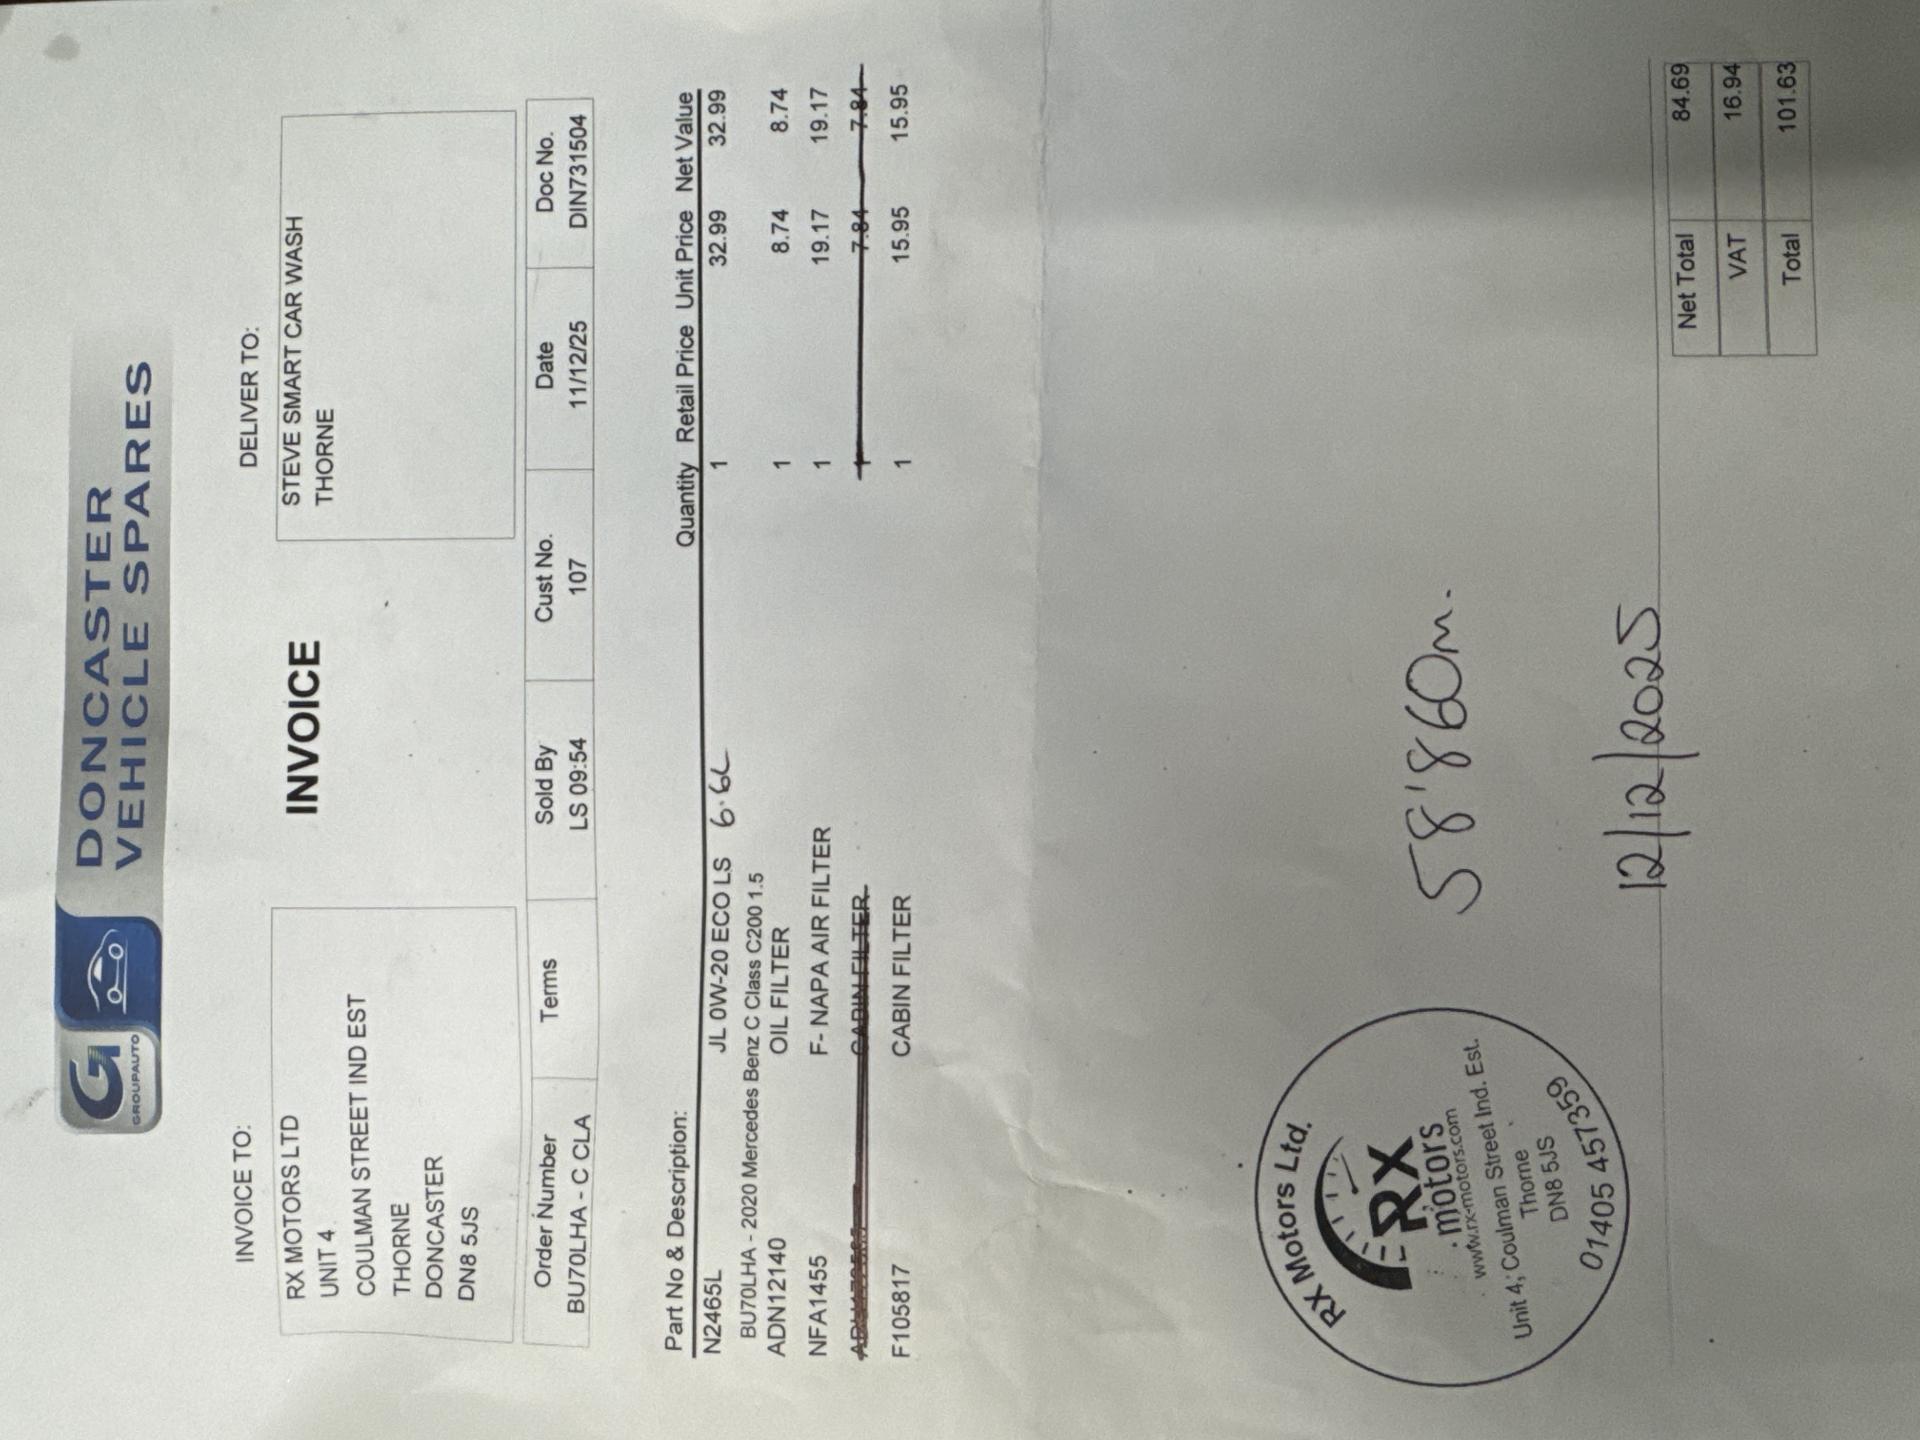 GROUPAUTO
DONCASTER
VEHICLE SPARES
INVOICE TO:
RX MOTORS LTD
UNIT 4
COULMAN STREET IND EST
THORNE
DONCASTER
DN8 5JS
INVOICE
DELIVER TO:
STEVE SMART CAR WASH
THORNE
Order Number Terms Sold By Cust No. Date Doc No.
BU70LHA - C CLA LS 09:54 107 11/12/25 DIN731504
Part No & Description: Quantity Retail Price Unit Price Net Value
N2465L JL 0W-20 ECO LS 6.6L 1 32.99 32.99
BU70LHA - 2020 Mercedes Benz C Class C200 1.5
ADN12140 OIL FILTER 1 8.74 8.74
NFA1455 F- NAPA AIR FILTER 1 19.17 19.17
CABIN FILTER 1 7.84 7.84
F105817 CABIN FILTER 1 15.95 15.95
RX Motors Ltd.
RX
motors
www.rx-motors.com
Unit 4, Coulman Street Ind. Est.
Thorne
DN8 5JS
01405 457359
58'860m.
12/12/2025
Net Total 84.69
VAT 16.94
Total 101.63